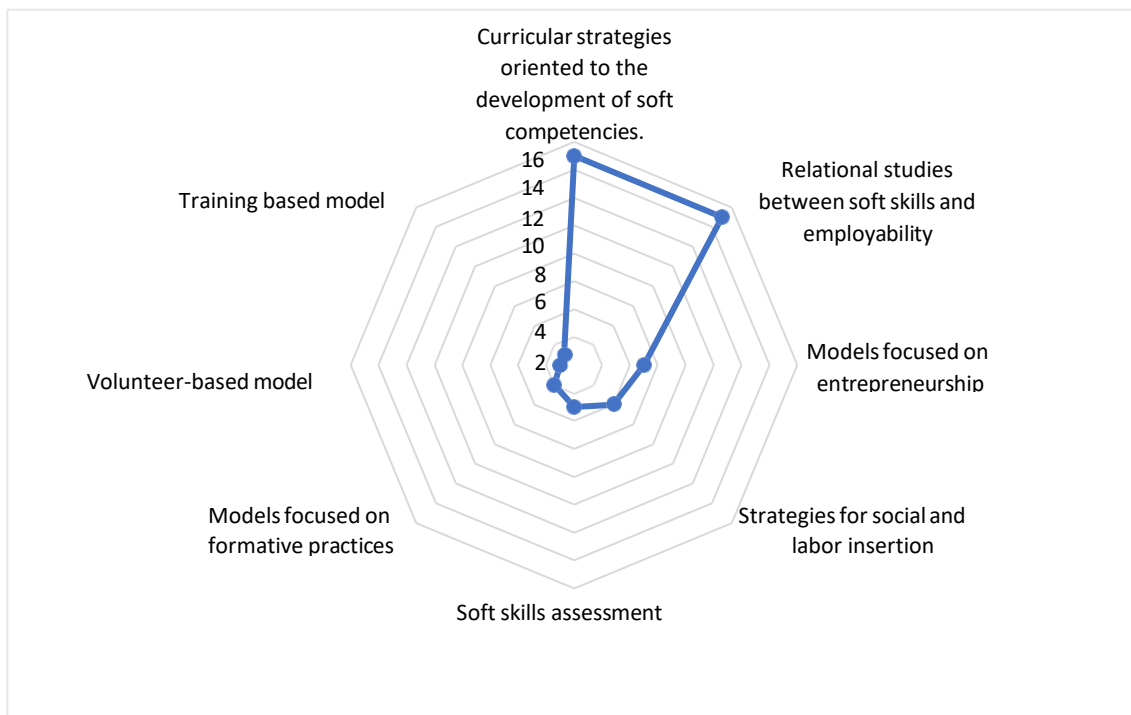 Curricular strategies
oriented to the
development of soft
competencies.
16
14
12
10
8
6
4
2
Relational studies
between soft skills and
employability
Models focused on
entrepreneurship
Strategies for social and
labor insertion
Soft skills assessment
Models focused on
formative practices
Volunteer-based model
Training based model